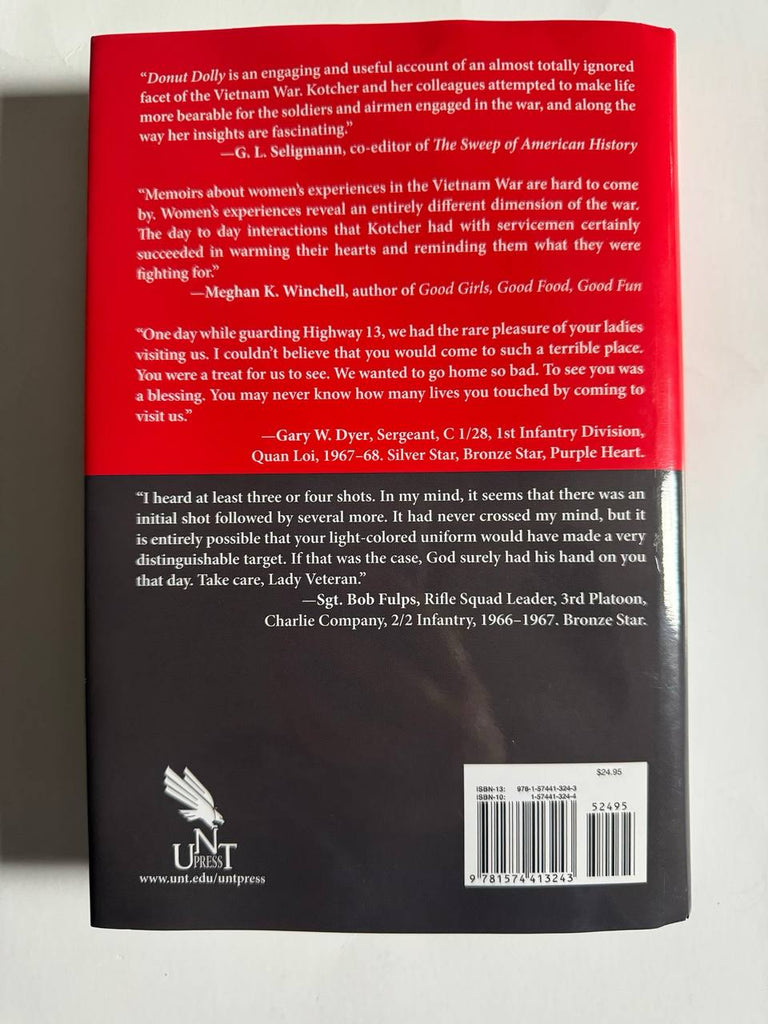 “Donut Dolly is an engaging and useful account of an almost totally ignored
facet of the Vietnam War. Kotcher and her colleagues attempted to make life
more bearable for the soldiers and airmen engaged in the war, and along the
way her insights are fascinating.”
—G. L. Seligmann, co-editor of The Sweep of American History
“Memoirs about women’s experiences in the Vietnam War are hard to come
by. Women’s experiences reveal an entirely different dimension of the war.
The day to day interactions that Kotcher had with servicemen certainly
succeeded in warming their hearts and reminding them what they were
fighting for.”
—Meghan K. Winchell, author of Good Girls, Good Food, Good Fun
“One day while guarding Highway 13, we had the rare pleasure of your ladies
visiting us. I couldn’t believe that you would come to such a terrible place.
You were a treat for us to see. We wanted to go home so bad. To see you was
a blessing. You may never know how many lives you touched by coming to
visit us.”
—Gary W. Dyer, Sergeant, C 1/28, 1st Infantry Division,
Quan Loi, 1967–68. Silver Star, Bronze Star, Purple Heart.
“I heard at least three or four shots. In my mind, it seems that there was an
initial shot followed by several more. It had never crossed my mind, but it
is entirely possible that your light-colored uniform would have made a very
distinguishable target. If that was the case, God surely had his hand on you
that day. Take care, Lady Veteran.”
—Sgt. Bob Fulps, Rifle Squad Leader, 3rd Platoon,
Charlie Company, 2/2 Infantry, 1966–1967. Bronze Star.
UNT
PRESS
www.unt.edu/untpress
$24.95
ISBN-13: 978-1-57441-324-3
ISBN-10: 1-57441-324-4
52495
9 781574 413243